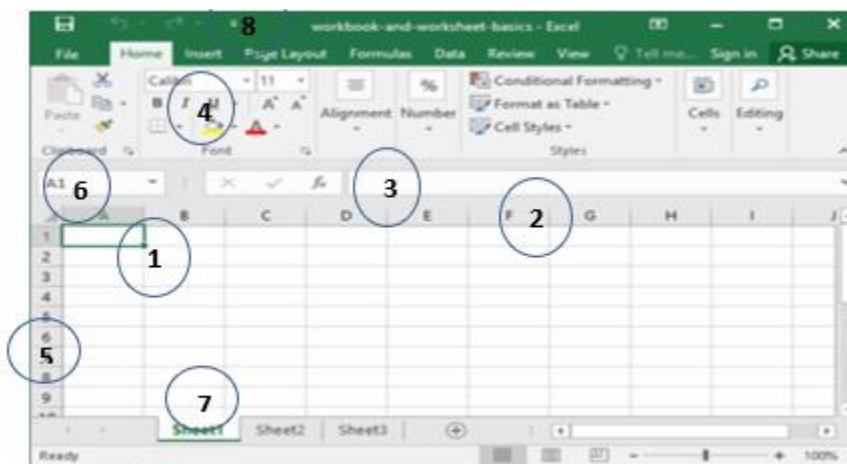 8 workbook-and-worksheet-basics - Excel
File Home Insert Page Layout Formulas Data Review View Tell me... Sign in Share
Calibri 11 % Conditional Formatting
Paste B I U 4 A A Alignment Number Format as Table Cells Editing
A Cell Styles
Clipboard Font Styles
A1 6 fx 3
A B C D E F 2 G H I J
1
2 1
3
4
5
6
5
8
9
10
7
Sheet1 Sheet2 Sheet3
Ready 100%